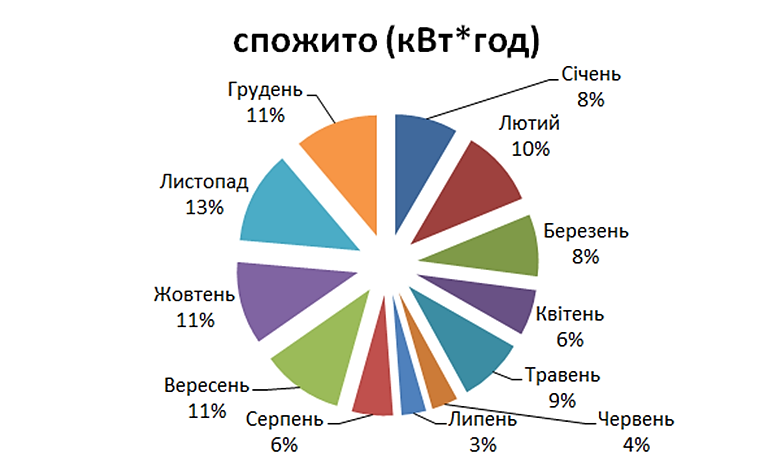 спожито (кВт*год)
Січень
8%
Лютий
10%
Березень
8%
Квітень
6%
Травень
9%
Червень
4%
Липень
3%
Серпень
6%
Вересень
11%
Жовтень
11%
Листопад
13%
Грудень
11%